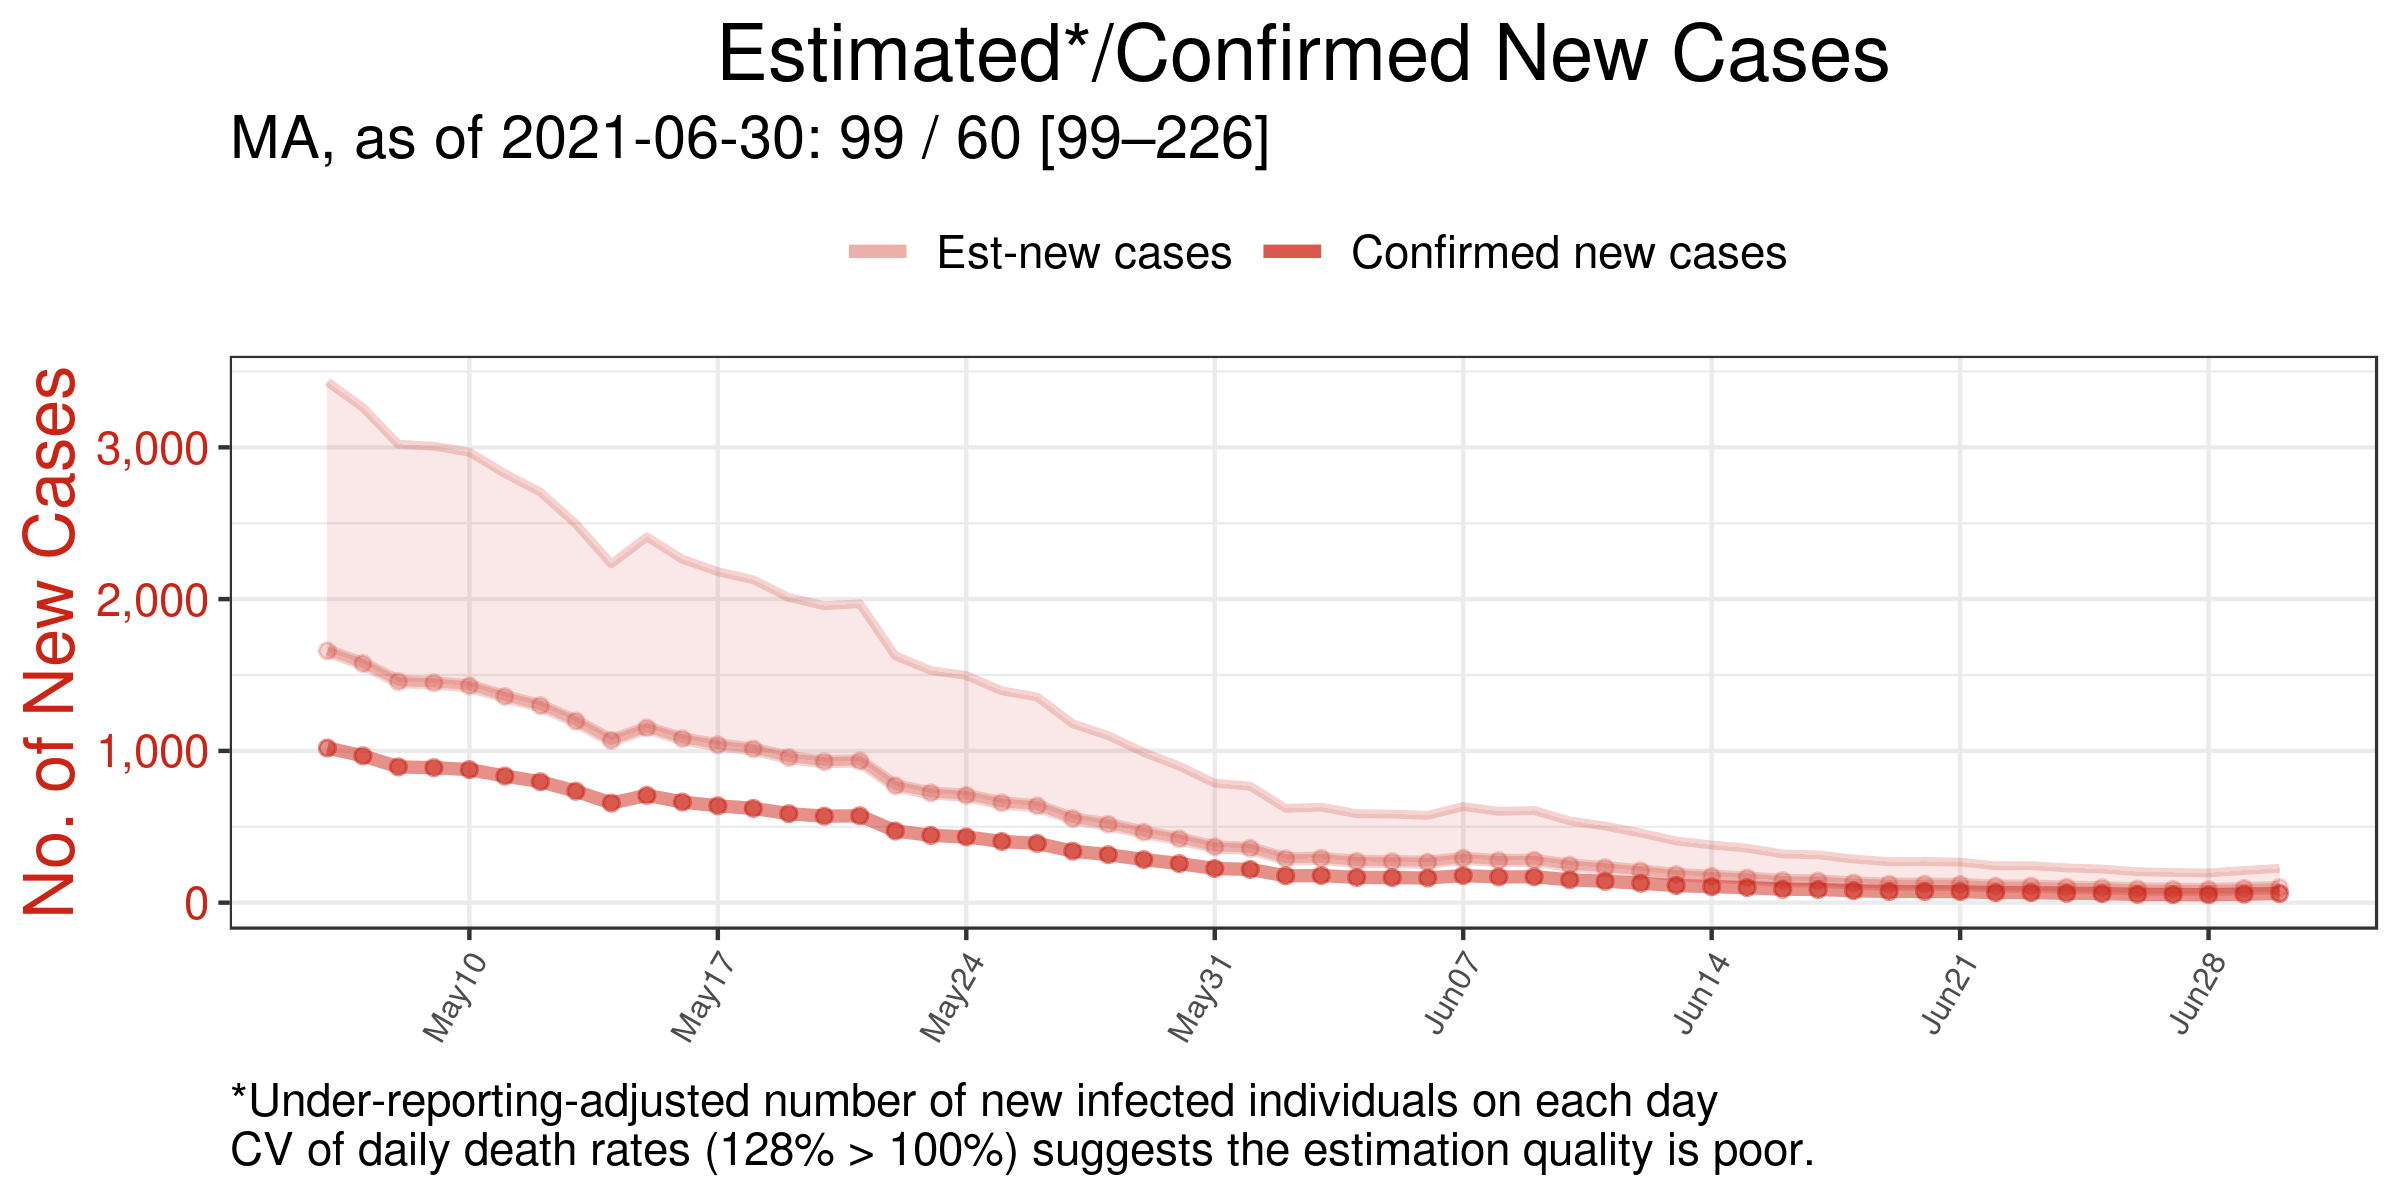 Estimated*/Confirmed New Cases
MA, as of 2021-06-30: 99 / 60 [99–226]
Est-new cases Confirmed new cases
No. of New Cases
3,000
2,000
1,000
0
May10 May17 May24 May31 Jun07 Jun14 Jun21 Jun28
*Under-reporting-adjusted number of new infected individuals on each day
CV of daily death rates (128% > 100%) suggests the estimation quality is poor.